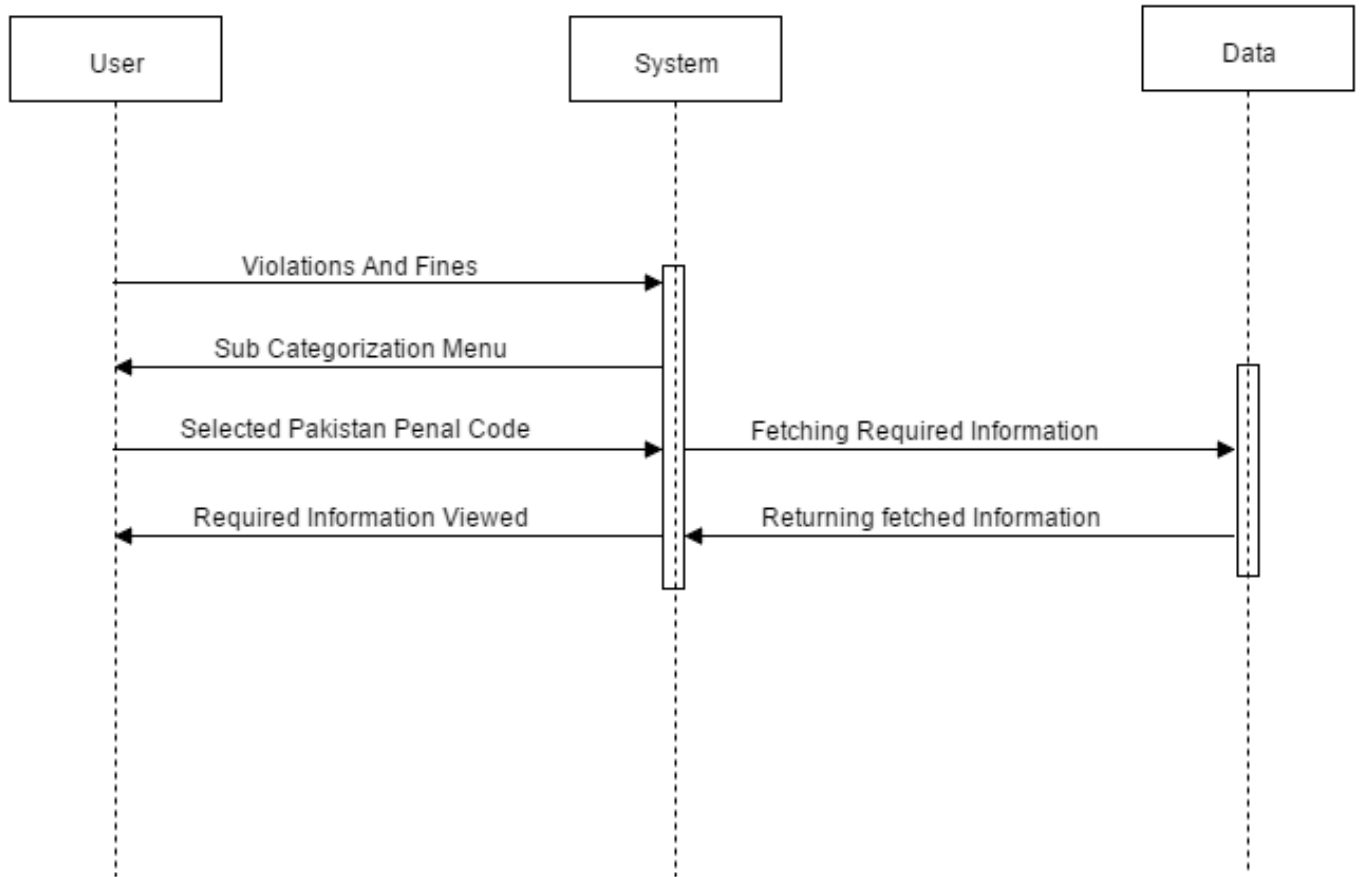 User
System
Data
Violations And Fines
Sub Categorization Menu
Selected Pakistan Penal Code
Fetching Required Information
Required Information Viewed
Returning fetched Information